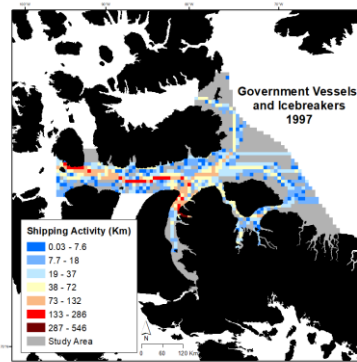 Government Vessels
and Icebreakers
1997
Shipping Activity (Km)
0.03 - 7.6
7.7 - 18
19 - 37
38 - 72
73 - 132
133 - 286
287 - 546
Study Area
N
0
60
120 Km